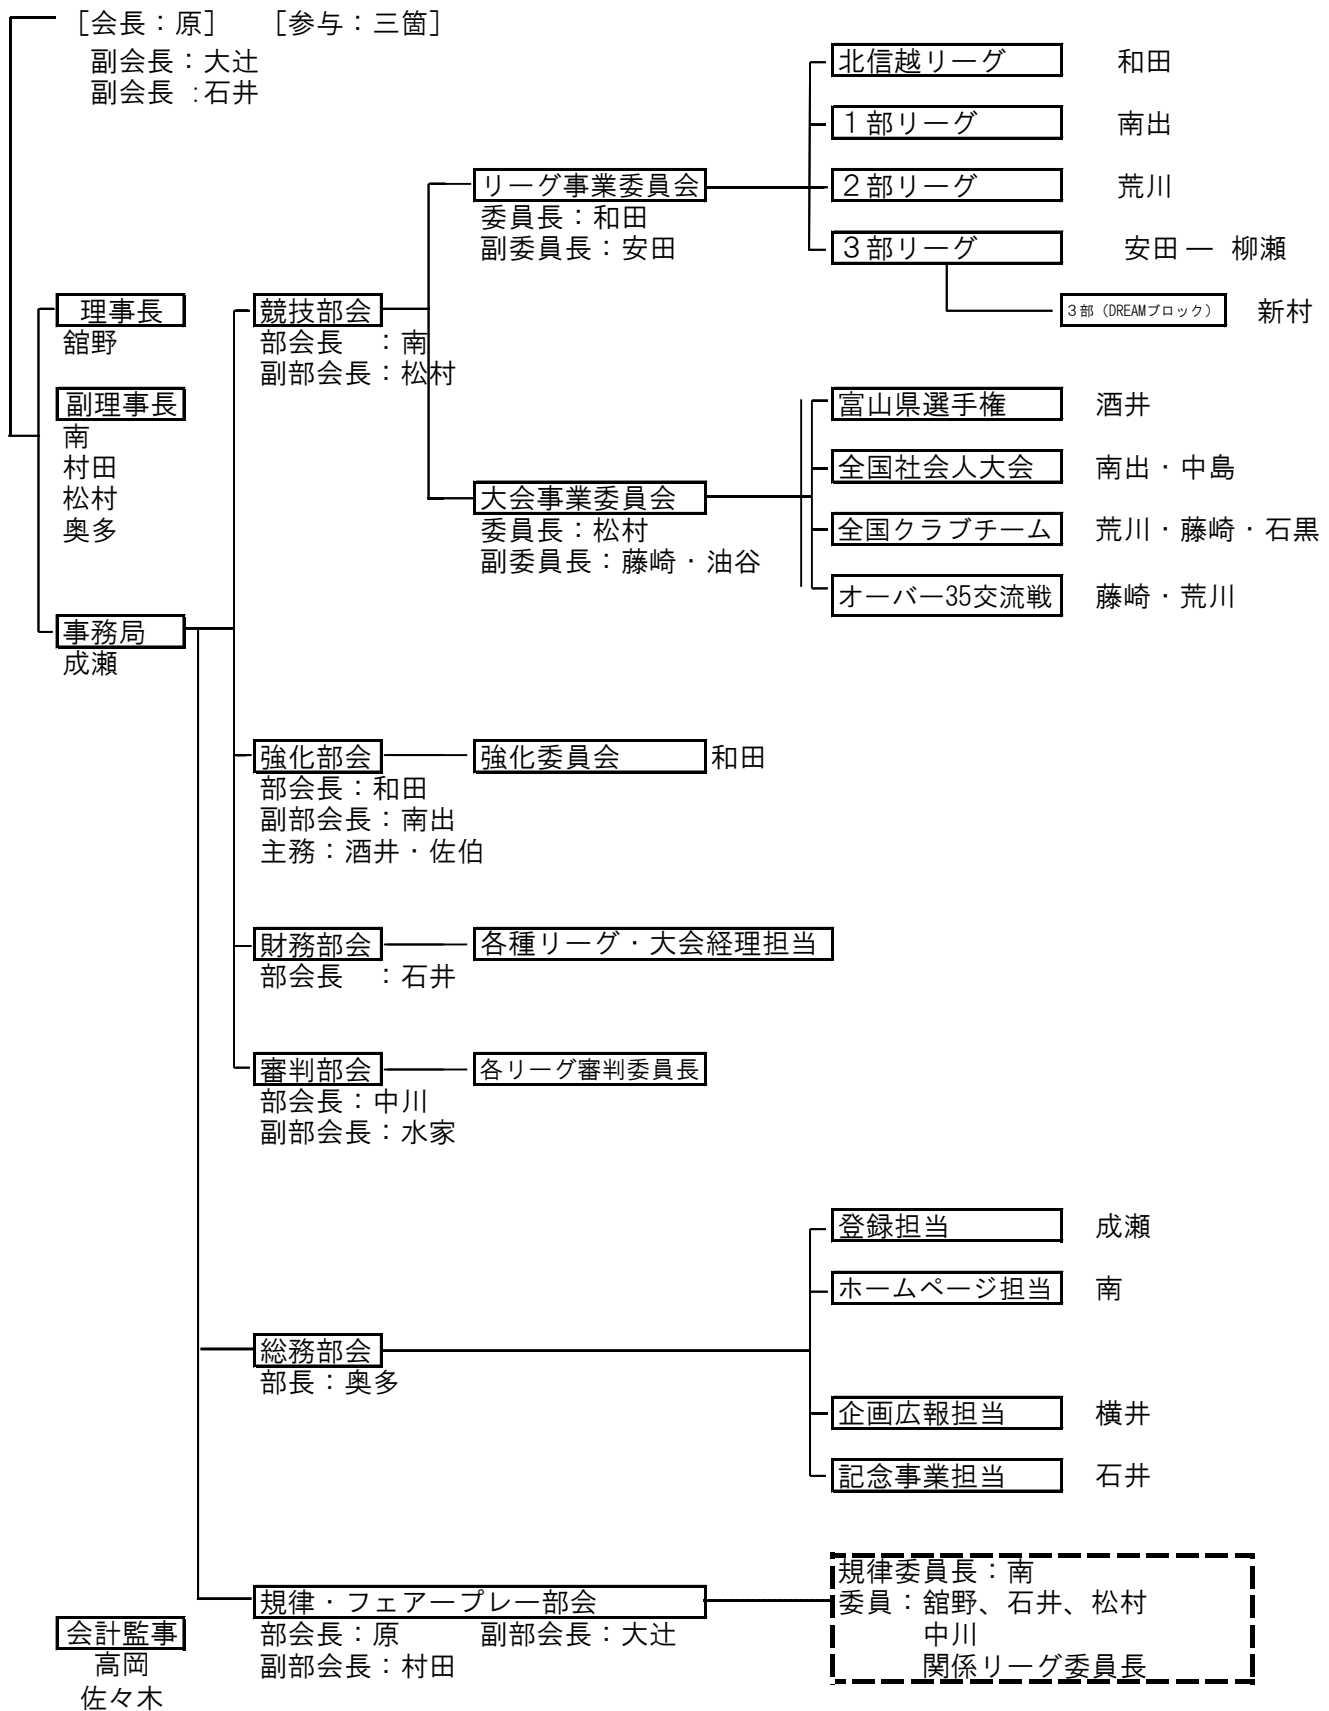 ［会長：原］　［参与：三箇］
副会長：大辻
副会長 ：石井
北信越リーグ　和田
１部リーグ　南出
リーグ事業委員会
委員長：和田
副委員長：安田
２部リーグ　荒川
３部リーグ　安田 ― 柳瀬
３部（DREAMブロック）　新村
理事長
舘野
副理事長
南
村田
松村
奥多
事務局
成瀬
競技部会
部会長　：南
副部会長：松村
大会事業委員会
委員長：松村
副委員長：藤崎・油谷
富山県選手権　酒井
全国社会人大会　南出・中島
全国クラブチーム　荒川・藤崎・石黒
オーバー35交流戦　藤崎・荒川
強化部会
部会長：和田
副部会長：南出
主務：酒井・佐伯
強化委員会　和田
財務部会
部会長　：石井
各種リーグ・大会経理担当
審判部会
部会長：中川
副部会長：水家
各リーグ審判委員長
総務部会
部長：奥多
登録担当　成瀬
ホームページ担当　南
企画広報担当　横井
記念事業担当　石井
規律・フェアープレー部会
部会長：原　副部会長：大辻
副部会長：村田
規律委員長：南
委員：舘野、石井、松村
中川
関係リーグ委員長
会計監事
高岡
佐々木